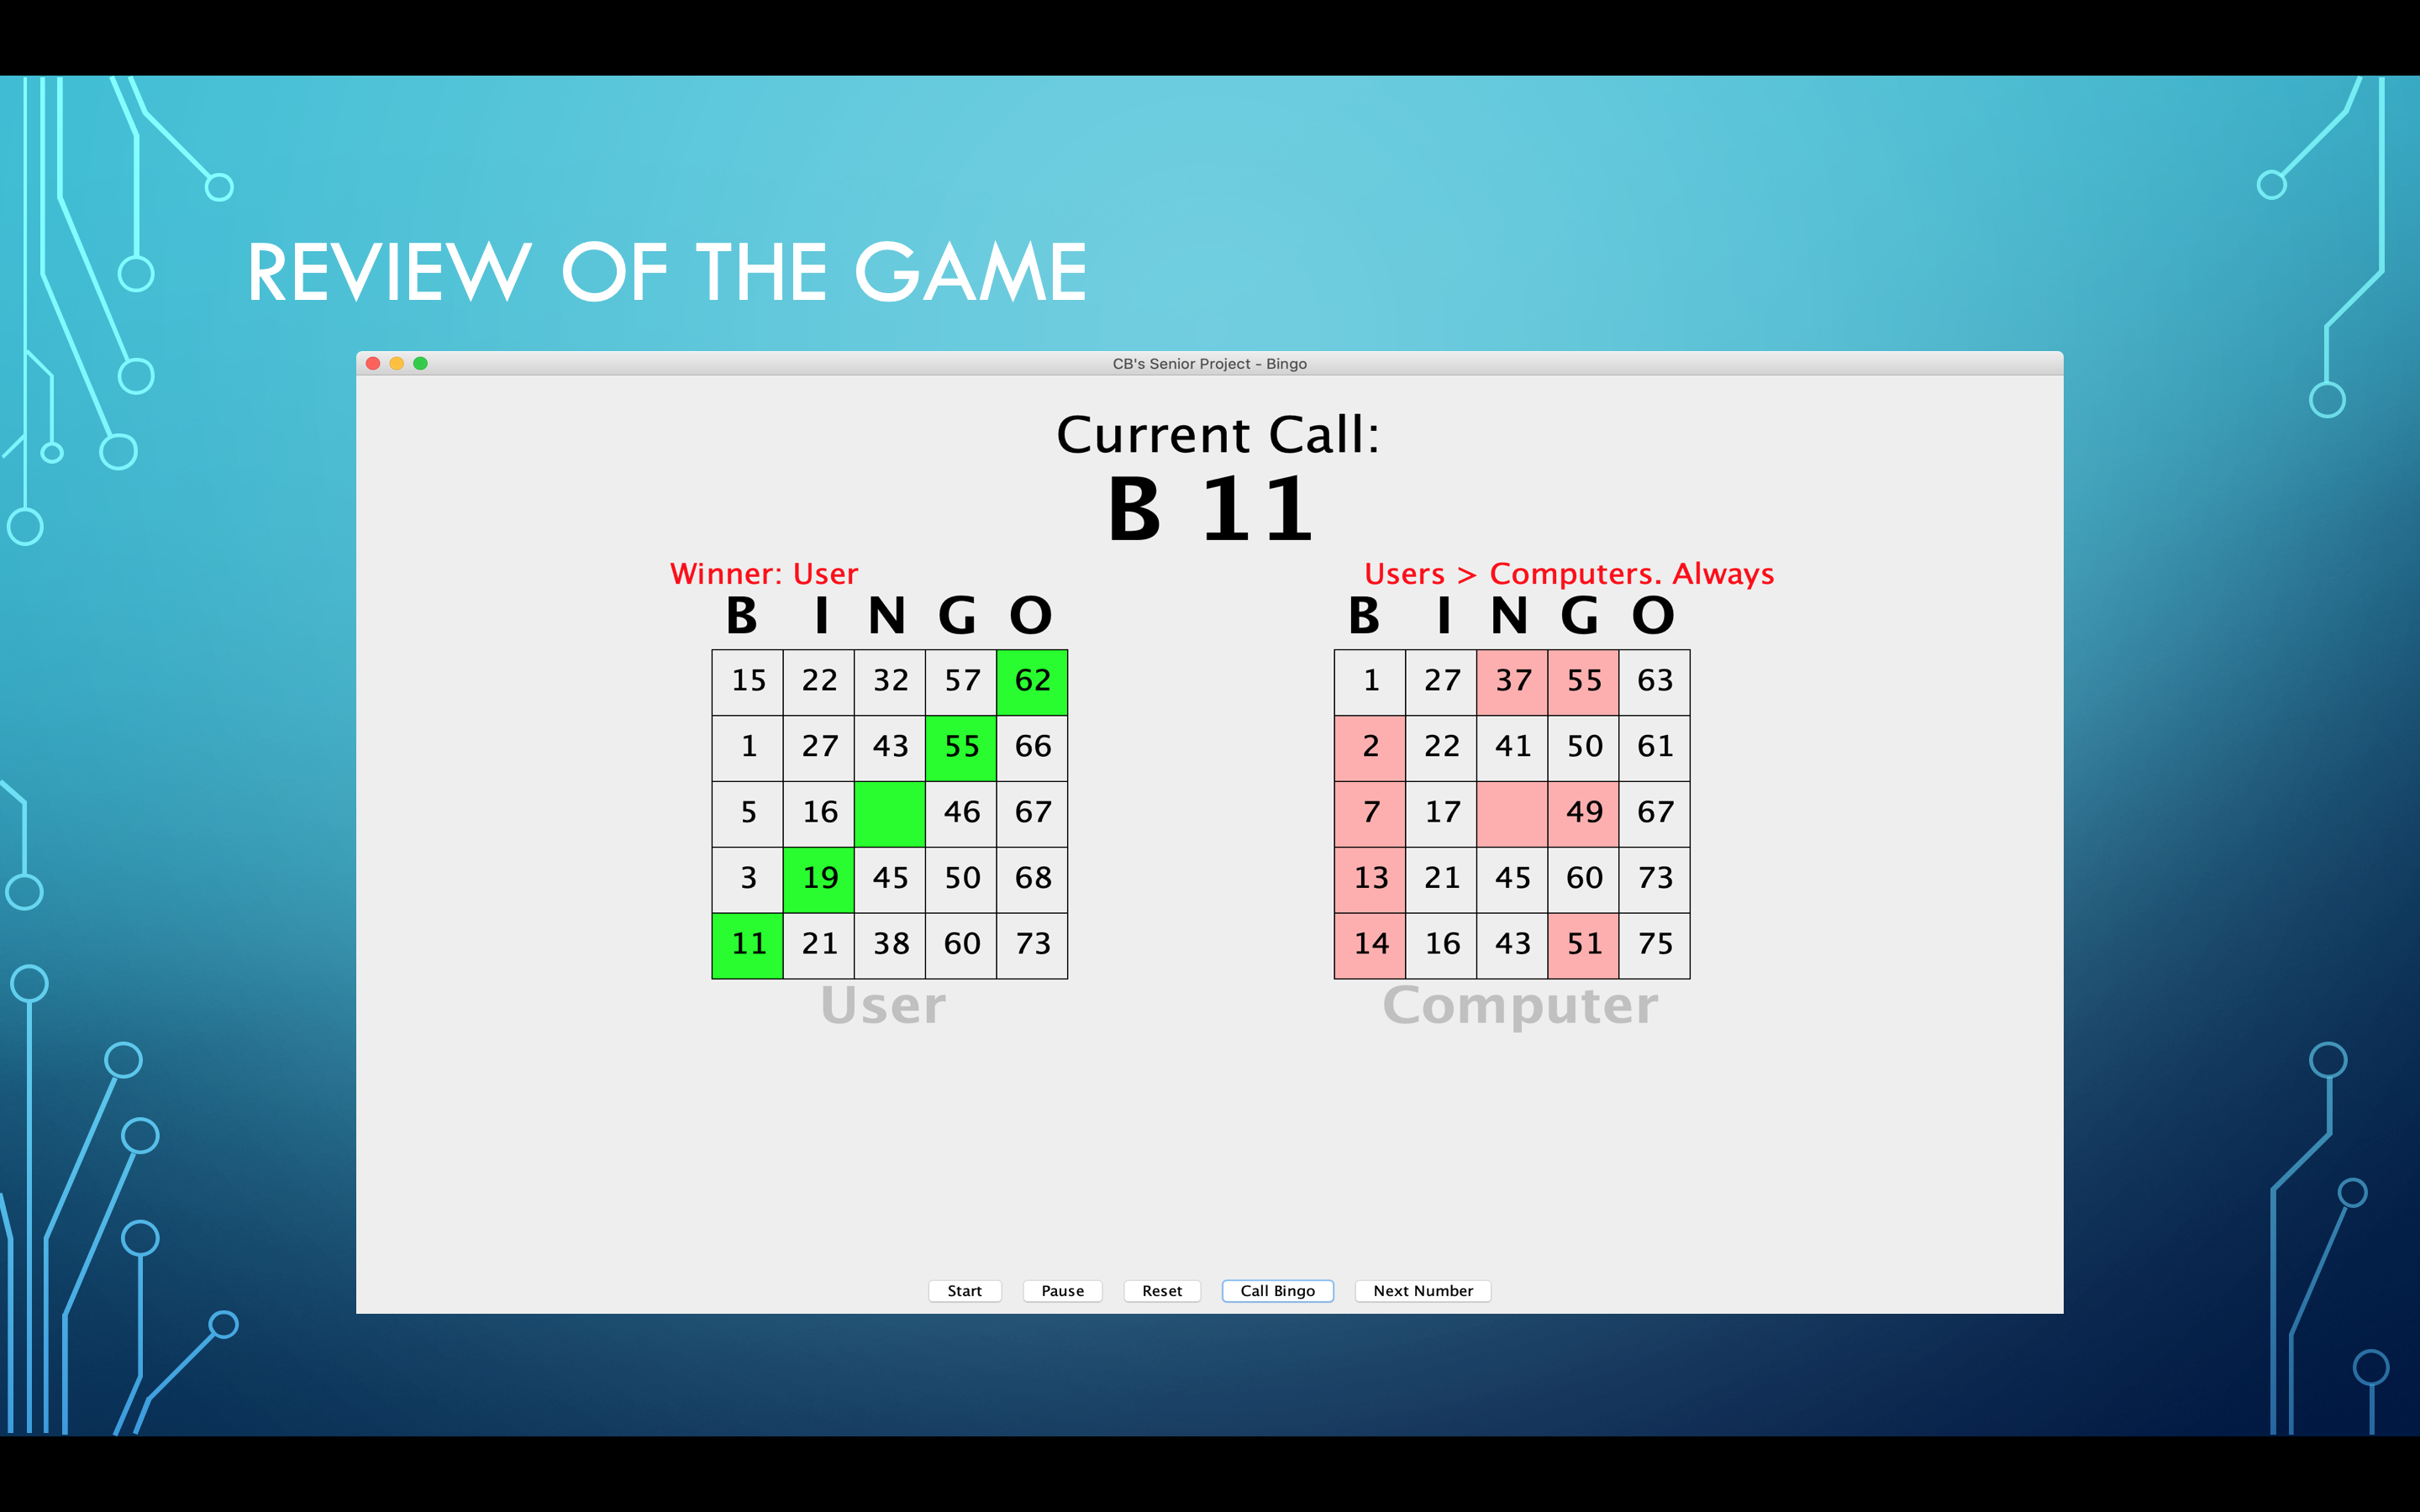 REVIEW OF THE GAME
CB's Senior Project - Bingo
Current Call:
B 11
Winner: User
Users > Computers. Always
B I N G O
15 22 32 57 62
1 27 43 55 66
5 16 46 67
3 19 45 50 68
11 21 38 60 73
User
B I N G O
1 27 37 55 63
2 22 41 50 61
7 17 49 67
13 21 45 60 73
14 16 43 51 75
Computer
Start Pause Reset Call Bingo Next Number